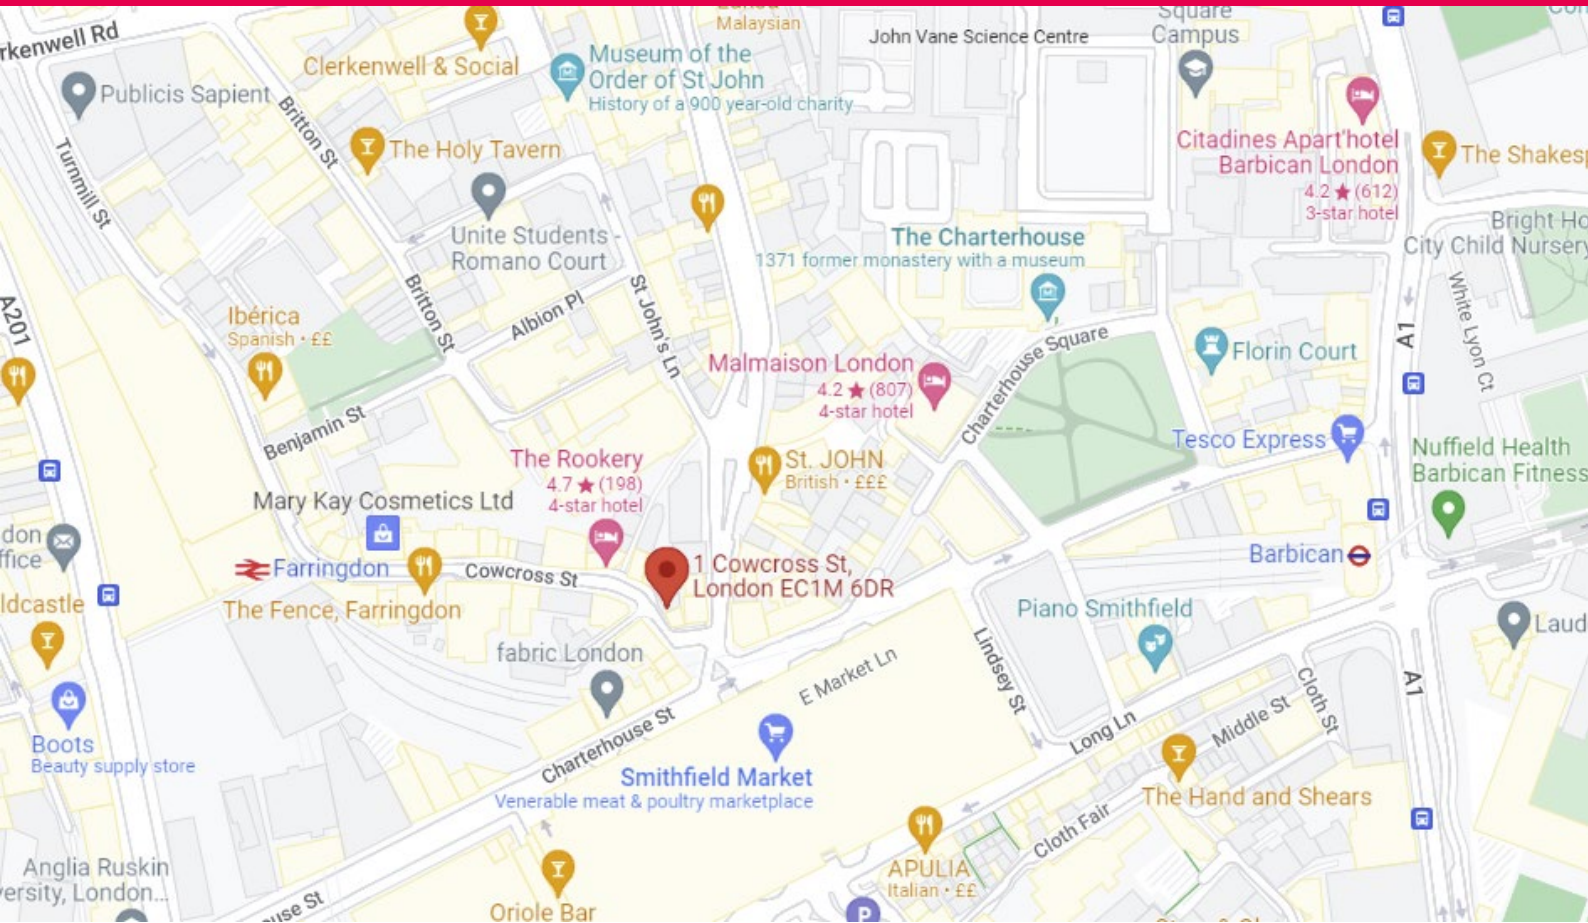 Malaysian
Square
Campus
John Vane Science Centre
rkenwell Rd
Clerkenwell & Social
Museum of the
Order of St John
History of a 900 year-old charity
Publicis Sapient
Britton St
The Holy Tavern
Turnmill St
Citadines Apart'hotel
Barbican London
4.2 ★ (612)
3-star hotel
The Shakesp
Unite Students -
Romano Court
The Charterhouse
1371 former monastery with a museum
Bright Ho
City Child Nursery
A201
Ibérica
Spanish • ££
Britton St
Albion Pl
St John's Ln
Charterhouse Square
A1
White Lyon Ct
Florin Court
Malmaison London
4.2 ★ (807)
4-star hotel
Benjamin St
Tesco Express
Nuffield Health
Barbican Fitness
The Rookery
4.7 ★ (198)
4-star hotel
St. JOHN
British • £££
Mary Kay Cosmetics Ltd
don
ffice
Farringdon
Cowcross St
1 Cowcross St,
London EC1M 6DR
Barbican
ldcastle
The Fence, Farringdon
Piano Smithfield
Laud
fabric London
E Market Ln
Lindsey St
A1
Cloth St
Middle St
Long Ln
Charterhouse St
Boots
Beauty supply store
Smithfield Market
Venerable meat & poultry marketplace
The Hand and Shears
Cloth Fair
APULIA
Italian • ££
Anglia Ruskin
versity, London...
P
use St
Oriole Bar